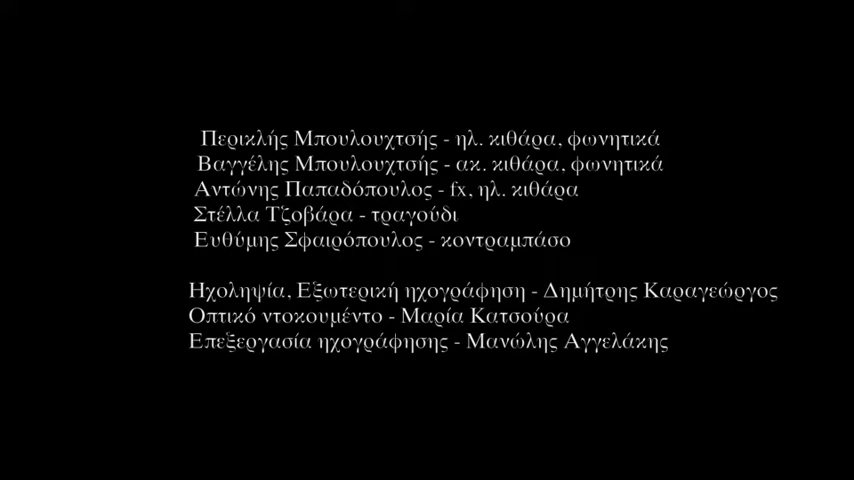 Περικλής Μπουλουχτσής - ηλ. κιθάρα, φωνητικά
Βαγγέλης Μπουλουχτσής - ακ. κιθάρα, φωνητικά
Αντώνης Παπαδόπουλος - fx, ηλ. κιθάρα
Στέλλα Τζοβάρα - τραγούδι
Ευθύμης Σφαιρόπουλος - κοντραμπάσο
Ηχοληψία, Εξωτερική ηχογράφηση - Δημήτρης Καραγεώργος
Οπτικό ντοκουμέντο - Μαρία Κατσούρα
Επεξεργασία ηχογράφησης - Μανώλης Αγγελάκης